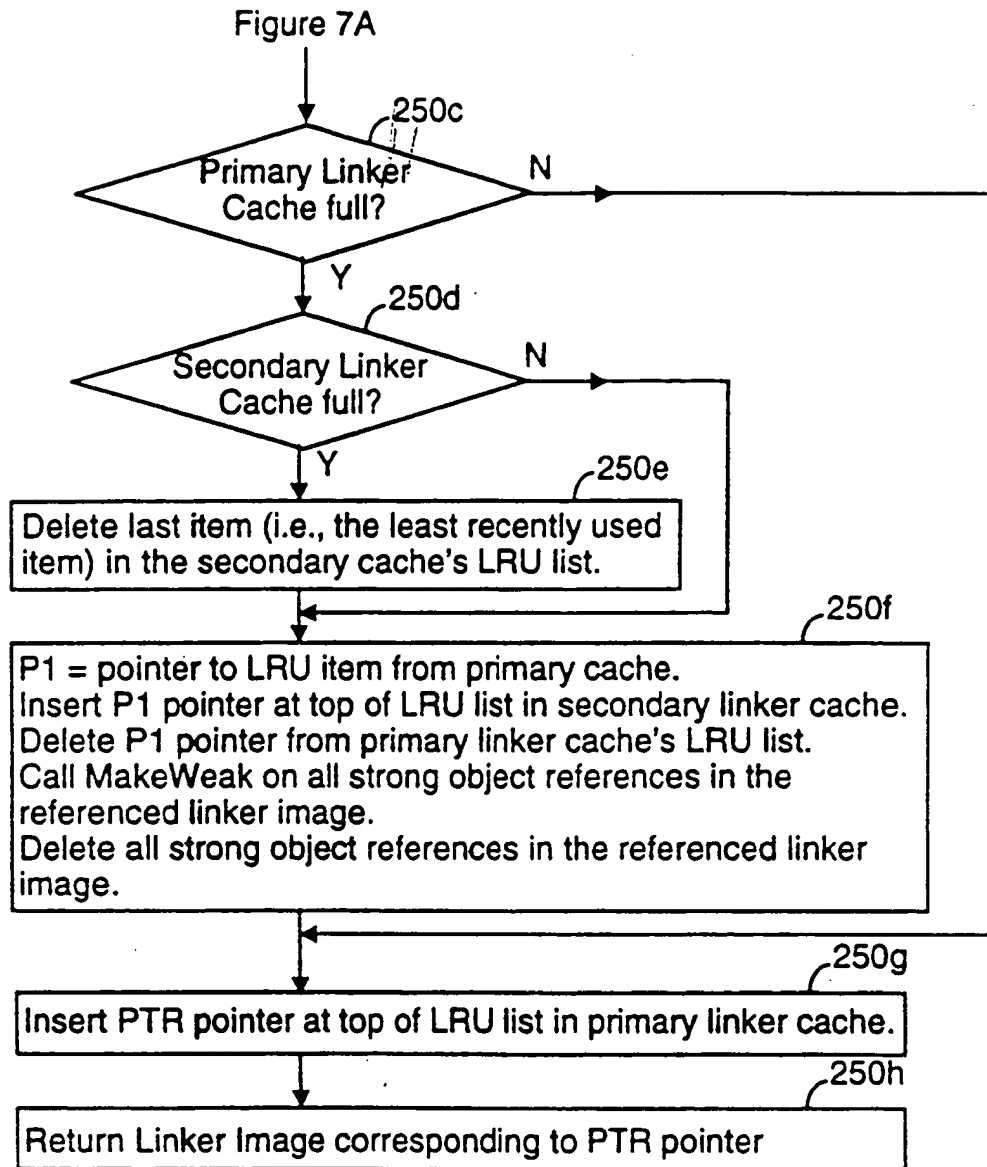 Figure 7A
250c
Primary Linker
Cache full?
N
Y
250d
Secondary Linker
Cache full?
N
Y
250e
Delete last item (i.e., the least recently used
item) in the secondary cache's LRU list.
250f
P1 = pointer to LRU item from primary cache.
Insert P1 pointer at top of LRU list in secondary linker cache.
Delete P1 pointer from primary linker cache's LRU list.
Call MakeWeak on all strong object references in the
referenced linker image.
Delete all strong object references in the referenced linker
image.
250g
Insert PTR pointer at top of LRU list in primary linker cache.
250h
Return Linker Image corresponding to PTR pointer